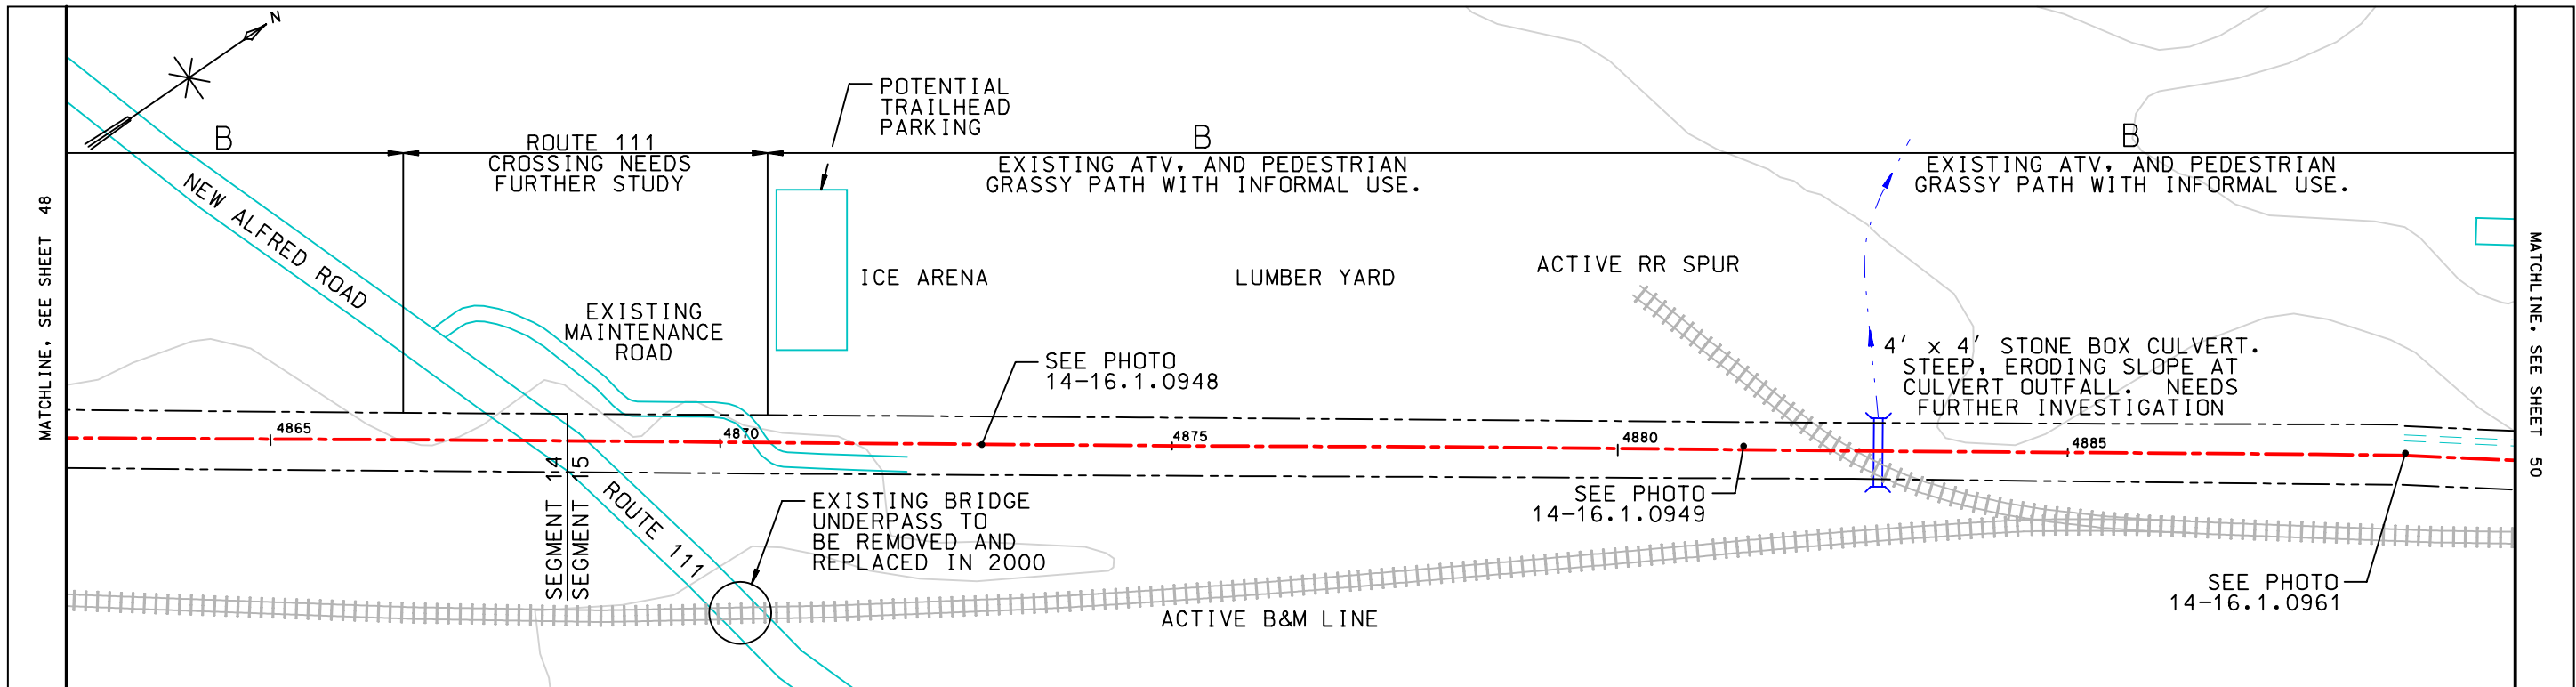 N
B
ROUTE 111
CROSSING NEEDS
FURTHER STUDY
POTENTIAL
TRAILHEAD
PARKING
B
EXISTING ATV, AND PEDESTRIAN
GRASSY PATH WITH INFORMAL USE.
B
EXISTING ATV, AND PEDESTRIAN
GRASSY PATH WITH INFORMAL USE.
MATCHLINE, SEE SHEET 48
NEW ALFRED ROAD
EXISTING
MAINTENANCE
ROAD
ICE ARENA
LUMBER YARD
ACTIVE RR SPUR
SEE PHOTO
14-16.1.0948
4' x 4' STONE BOX CULVERT.
STEEP, ERODING SLOPE AT
CULVERT OUTFALL. NEEDS
FURTHER INVESTIGATION
MATCHLINE, SEE SHEET 50
4865
4870
4875
4880
4885
SEGMENT 14
SEGMENT 15
ROUTE 111
EXISTING BRIDGE
UNDERPASS TO
BE REMOVED AND
REPLACED IN 2000
SEE PHOTO
14-16.1.0949
SEE PHOTO
14-16.1.0961
ACTIVE B&M LINE